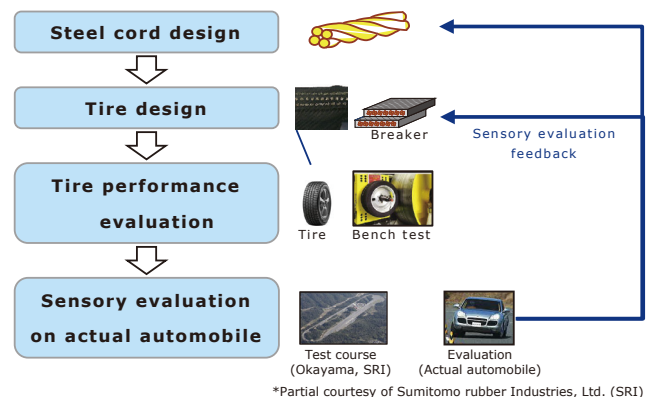 Steel cord design
Tire design
Breaker
Sensory evaluation
feedback
Tire performance
evaluation
Tire
Bench test
Sensory evaluation
on actual automobile
Test course
(Okayama, SRI)
Evaluation
(Actual automobile)
*Partial courtesy of Sumitomo rubber Industries, Ltd. (SRI)